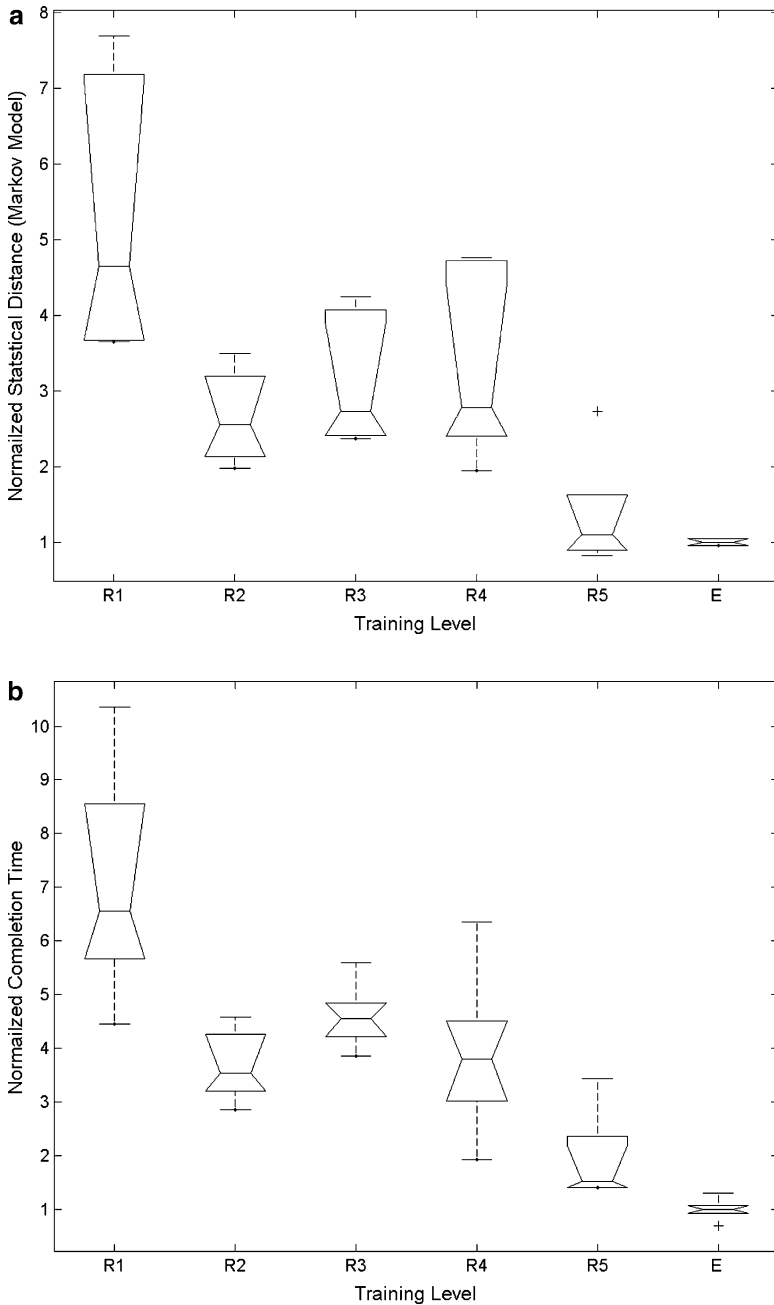 a
8
7
6
5
4
3
2
1
Normailzed Statstical Distance (Markov Model)
R1 R2 R3 R4 R5 E
Training Level
b
10
9
8
7
6
5
4
3
2
1
Normailzed Completion Time
R1 R2 R3 R4 R5 E
Training Level